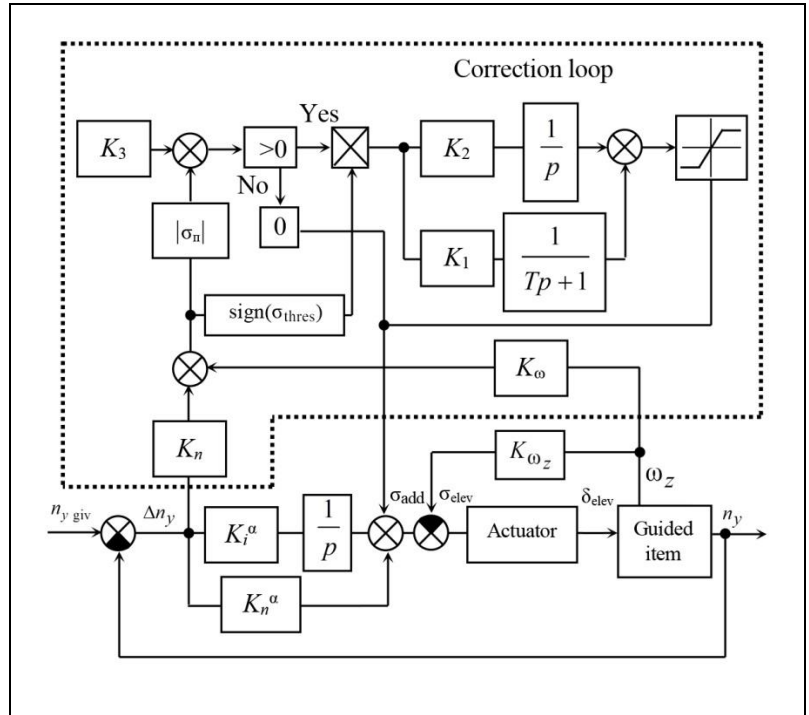 Correction loop
K₃
>0
Yes
No
0
K₂
1
p
K₁
1
Tp + 1
|σₙ|
sign(σthres)
Kω
Kn
Kωz
ωz
σadd
σelev
δelev
ny giv
Δny
Kiα
1
p
Actuator
Guided
item
ny
Knα